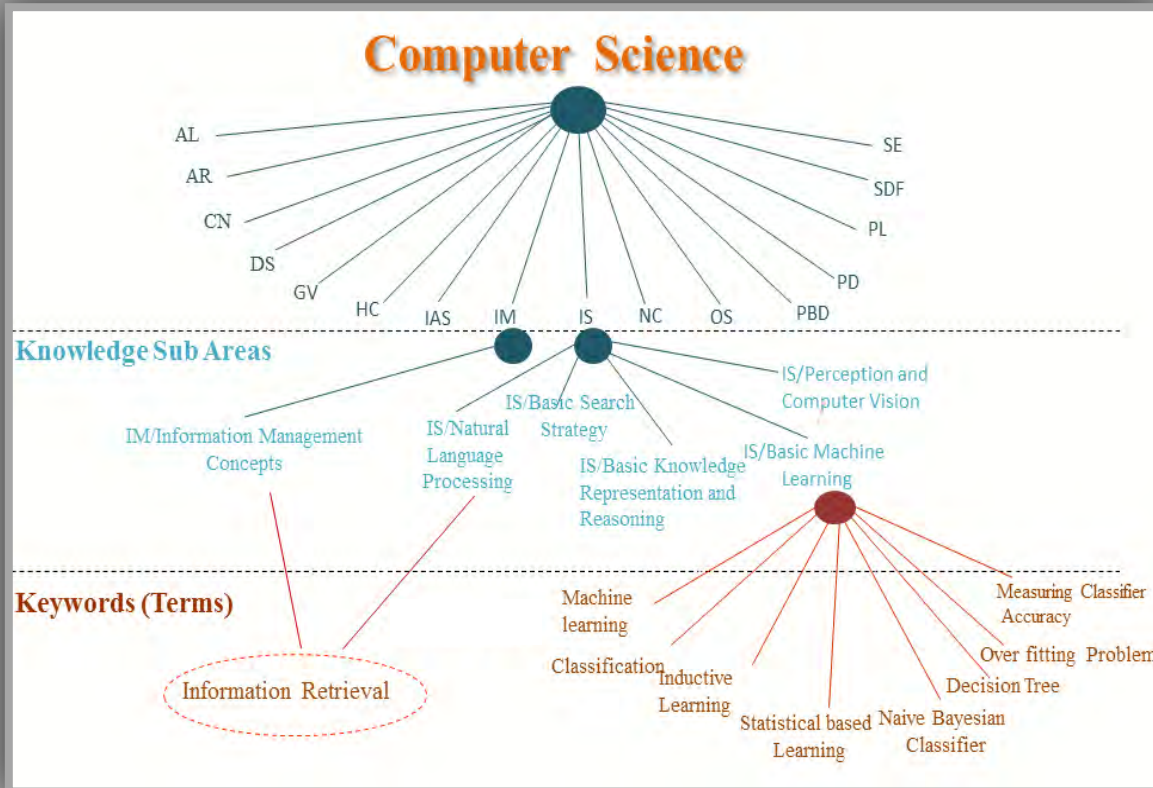 Computer Science
AL
AR
CN
DS
GV
HC
IAS
IM
IS
NC
OS
PBD
PD
PL
SDF
SE
Knowledge Sub Areas
IM/Information Management
Concepts
IS/Natural
Language
Processing
IS/Basic Search
Strategy
IS/Basic Knowledge
Representation and
Reasoning
IS/Perception and
Computer Vision
IS/Basic Machine
Learning
Keywords (Terms)
Information Retrieval
Machine
learning
Classification
Inductive
Learning
Statistical based
Learning
Naive Bayesian
Classifier
Decision Tree
Over fitting Problem
Measuring Classifier
Accuracy